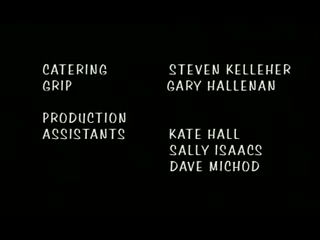 CATERING STEVEN KELLEHER
GRIP GARY HALLENAN
PRODUCTION
ASSISTANTS KATE HALL
SALLY ISAACS
DAVE MICHOD